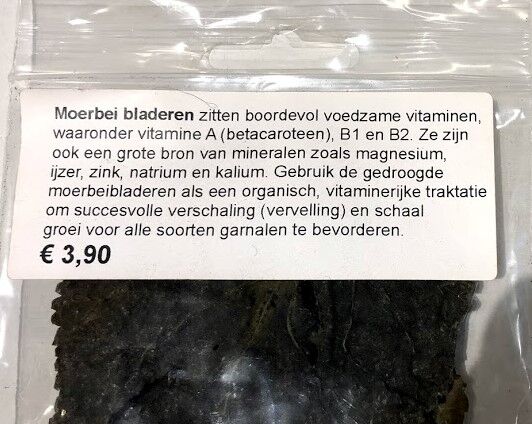 Moerbei bladeren zitten boordevol voedzame vitaminen,
waaronder vitamine A (betacaroteen), B1 en B2. Ze zijn
ook een grote bron van mineralen zoals magnesium,
ijzer, zink, natrium en kalium. Gebruik de gedroogde
moerbeibladeren als een organisch, vitaminerijke traktatie
om succesvolle verschaling (vervelling) en schaal
groei voor alle soorten garnalen te bevorderen.
€ 3,90